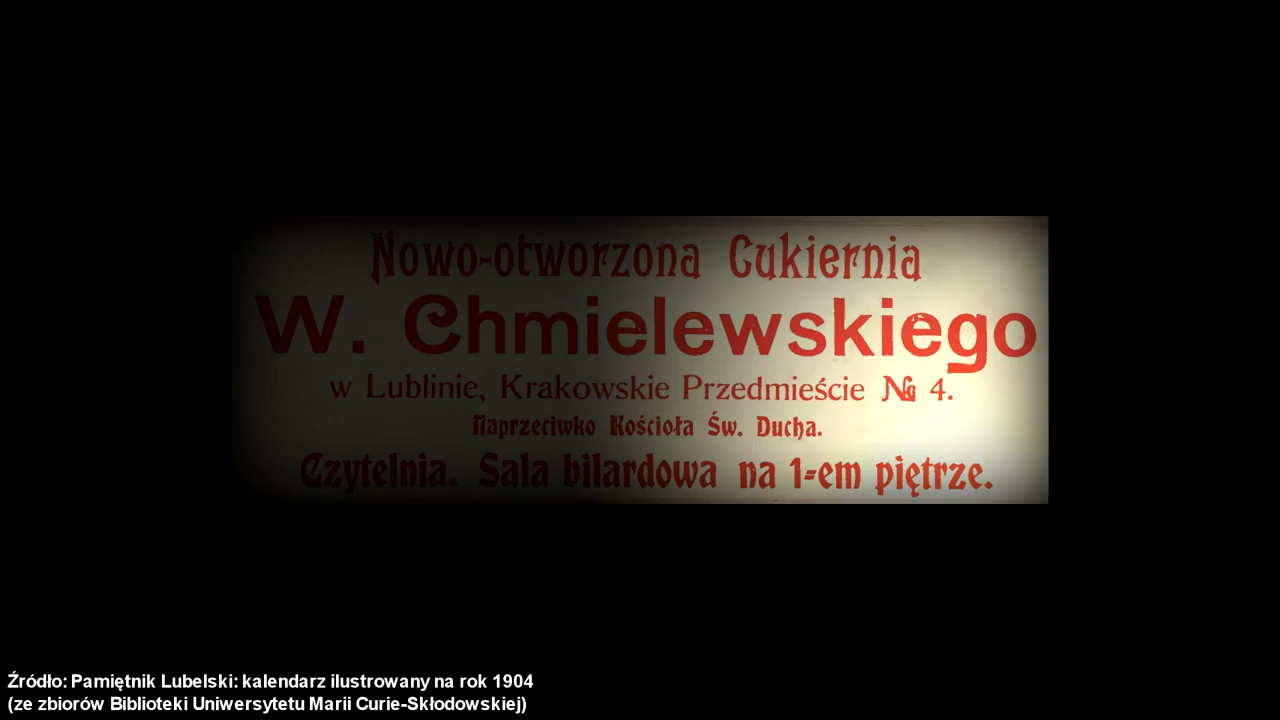 Nowo-otworzona Cukiernia
W. Chmielewskiego
w Lublinie, Krakowskie Przedmieście № 4.
Naprzeciwko Kościoła Św. Ducha.
Czytelnia. Sala bilardowa na 1-em piętrze.
Źródło: Pamiętnik Lubelski: kalendarz ilustrowany na rok 1904
(ze zbiorów Biblioteki Uniwersytetu Marii Curie-Skłodowskiej)